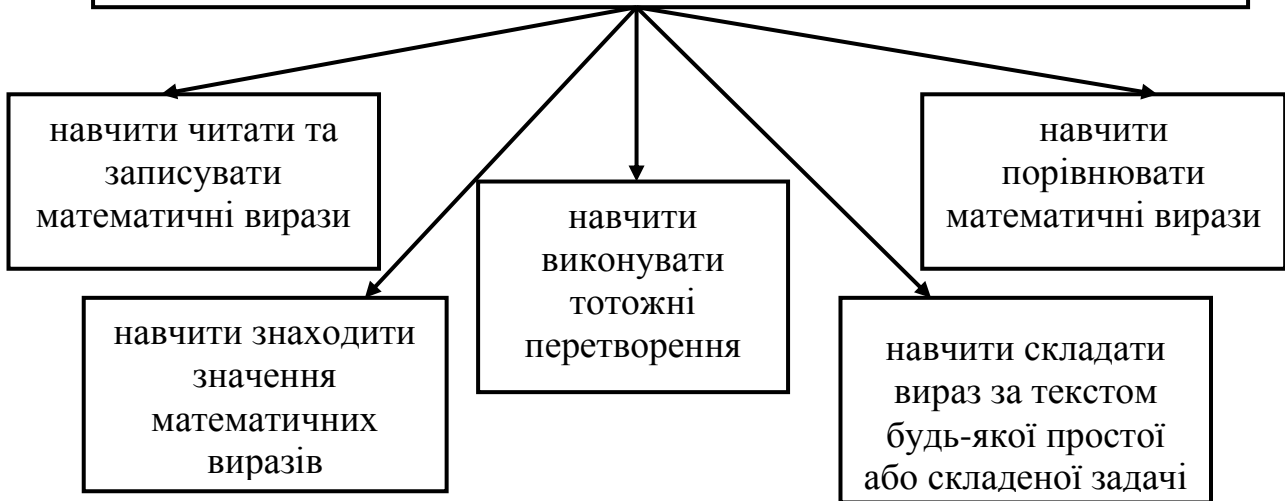 навчити читати та
записувати
математичні вирази
навчити знаходити
значення
математичних
виразів
навчити
виконувати
тотожні
перетворення
навчити складати
вираз за текстом
будь-якої простої
або складеної задачі
навчити
порівнювати
математичні вирази